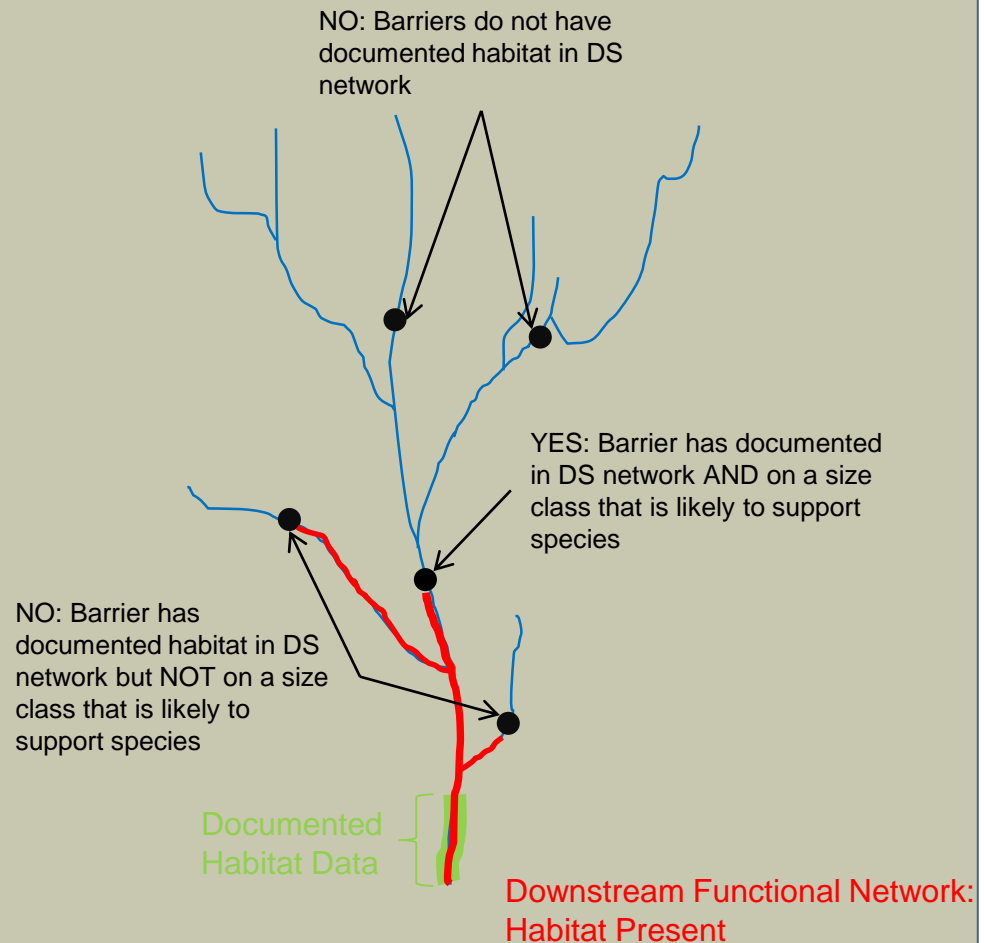 NO: Barriers do not have
documented habitat in DS
network
YES: Barrier has documented
in DS network AND on a size
class that is likely to support
species
NO: Barrier has
documented habitat in DS
network but NOT on a size
class that is likely to
support species
Documented
Habitat Data
Downstream Functional Network:
Habitat Present